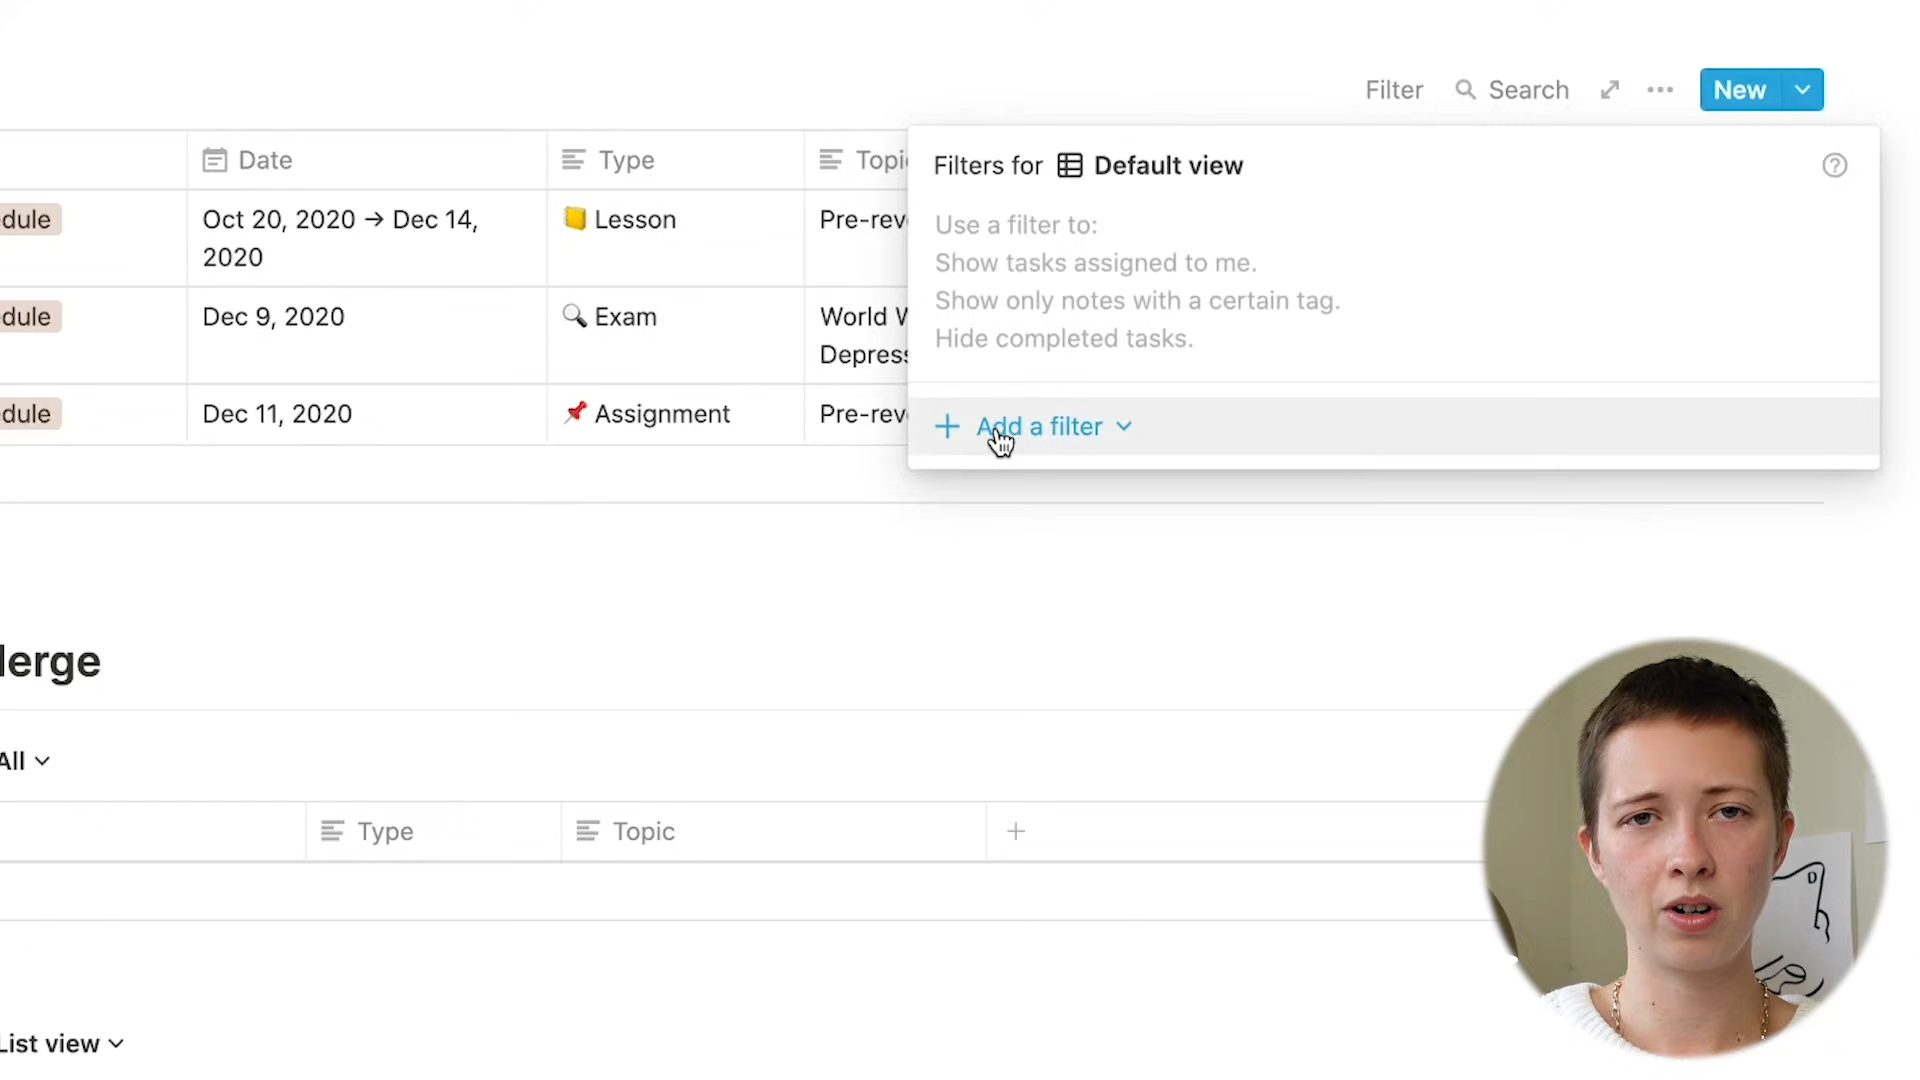 Filter Search New
Date Type Topi
Filters for Default view
Use a filter to:
Show tasks assigned to me.
Show only notes with a certain tag.
Hide completed tasks.
+ Add a filter
dule Oct 20, 2020 → Dec 14, 2020 📒 Lesson Pre-rev
dule Dec 9, 2020 🔍 Exam World W
Depress
dule Dec 11, 2020 📌 Assignment Pre-rev
lerge
All
Type Topic +
List view
D